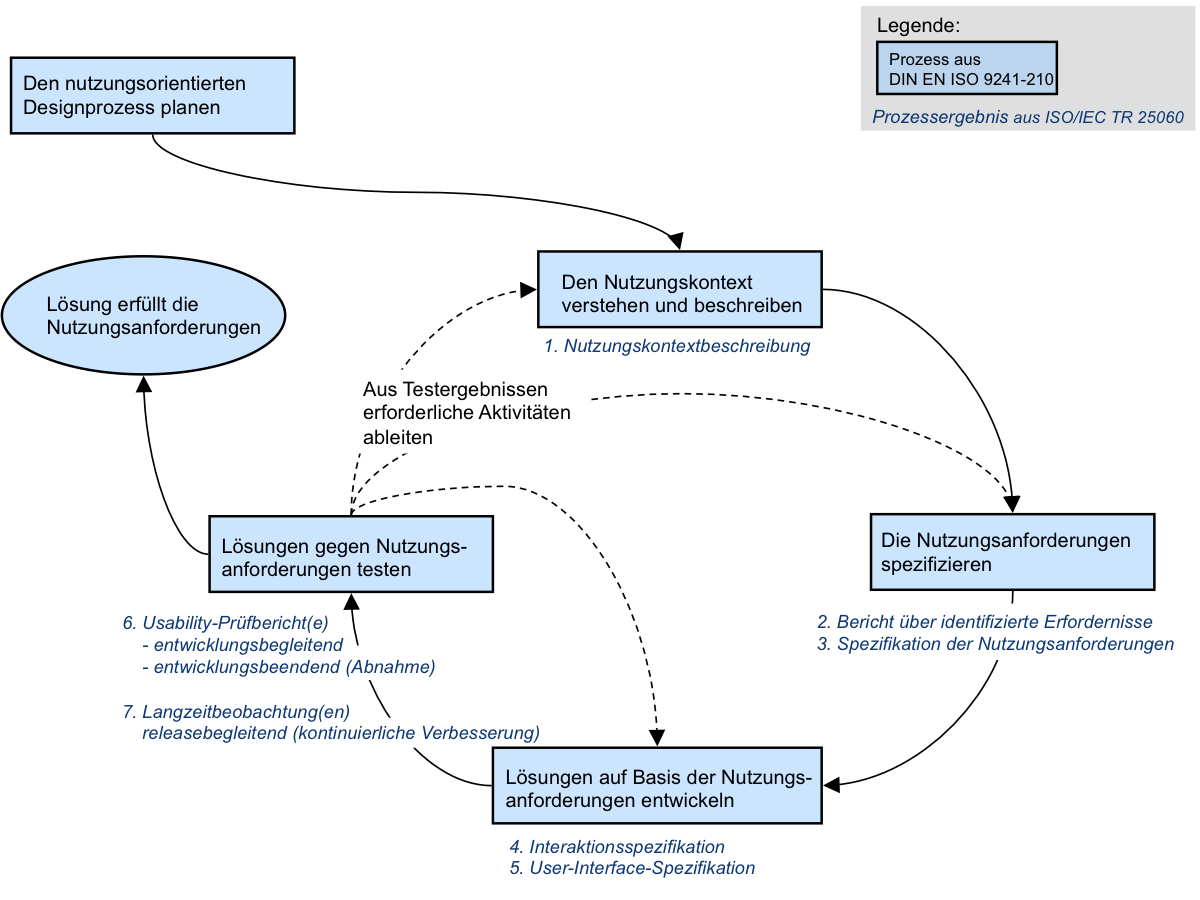 Legende:
Prozess aus
DIN EN ISO 9241-210
Prozessergebnis aus ISO/IEC TR 25060
Den nutzungsorientierten
Designprozess planen
Den Nutzungskontext
verstehen und beschreiben
1. Nutzungskontextbeschreibung
Lösung erfüllt die
Nutzungsanforderungen
Aus Testergebnissen
erforderliche Aktivitäten
ableiten
Lösungen gegen Nutzungs-
anforderungen testen
Die Nutzungsanforderungen
spezifizieren
6. Usability-Prüfbericht(e)
- entwicklungsbegleitend
- entwicklungsbeendend (Abnahme)
2. Bericht über identifizierte Erfordernisse
3. Spezifikation der Nutzungsanforderungen
7. Langzeitbeobachtung(en)
releasebegleitend (kontinuierliche Verbesserung)
Lösungen auf Basis der Nutzungs-
anforderungen entwickeln
4. Interaktionsspezifikation
5. User-Interface-Spezifikation